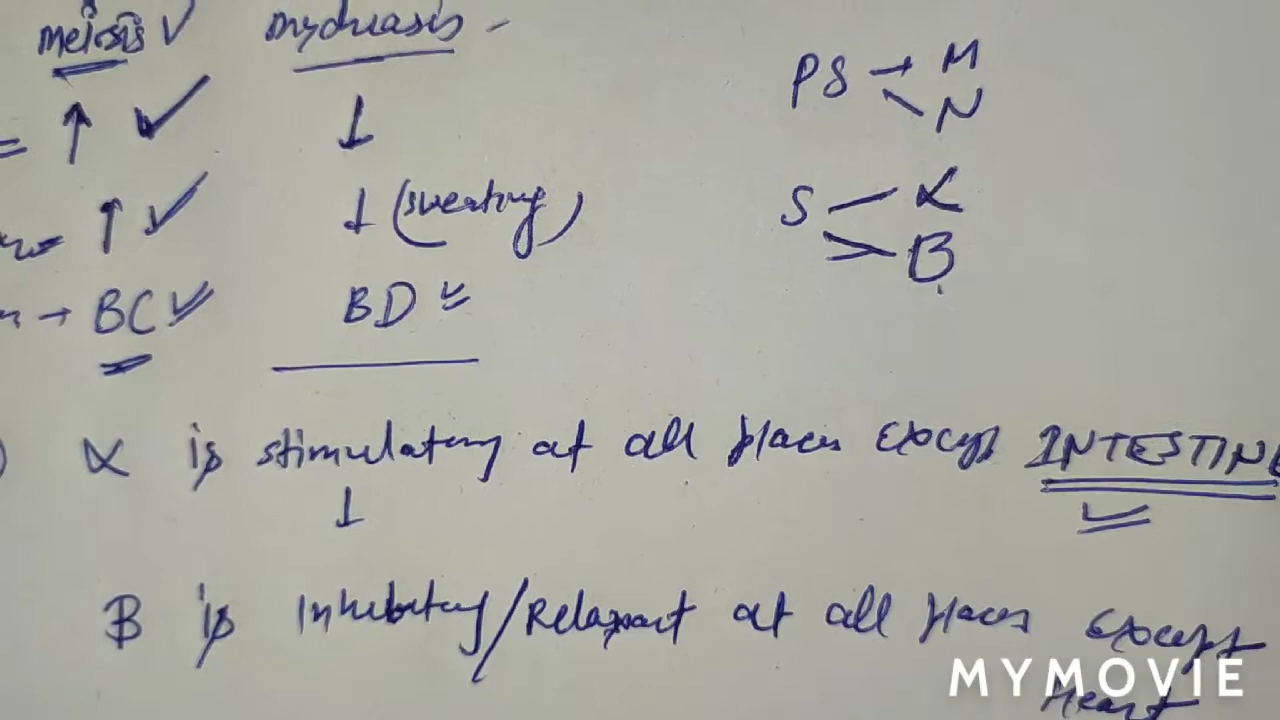 meiosis ✓ mydriasis -
PS → M
N
= ↑ ✓ ↓
S α
B
↑ ✓ ↓ (sweating)
→ BC ✓ BD ✓
α is stimulatory at all places except INTESTINE
↓
B is Inhibitory/Relaxant at all places except
Heart
MYMOVIE